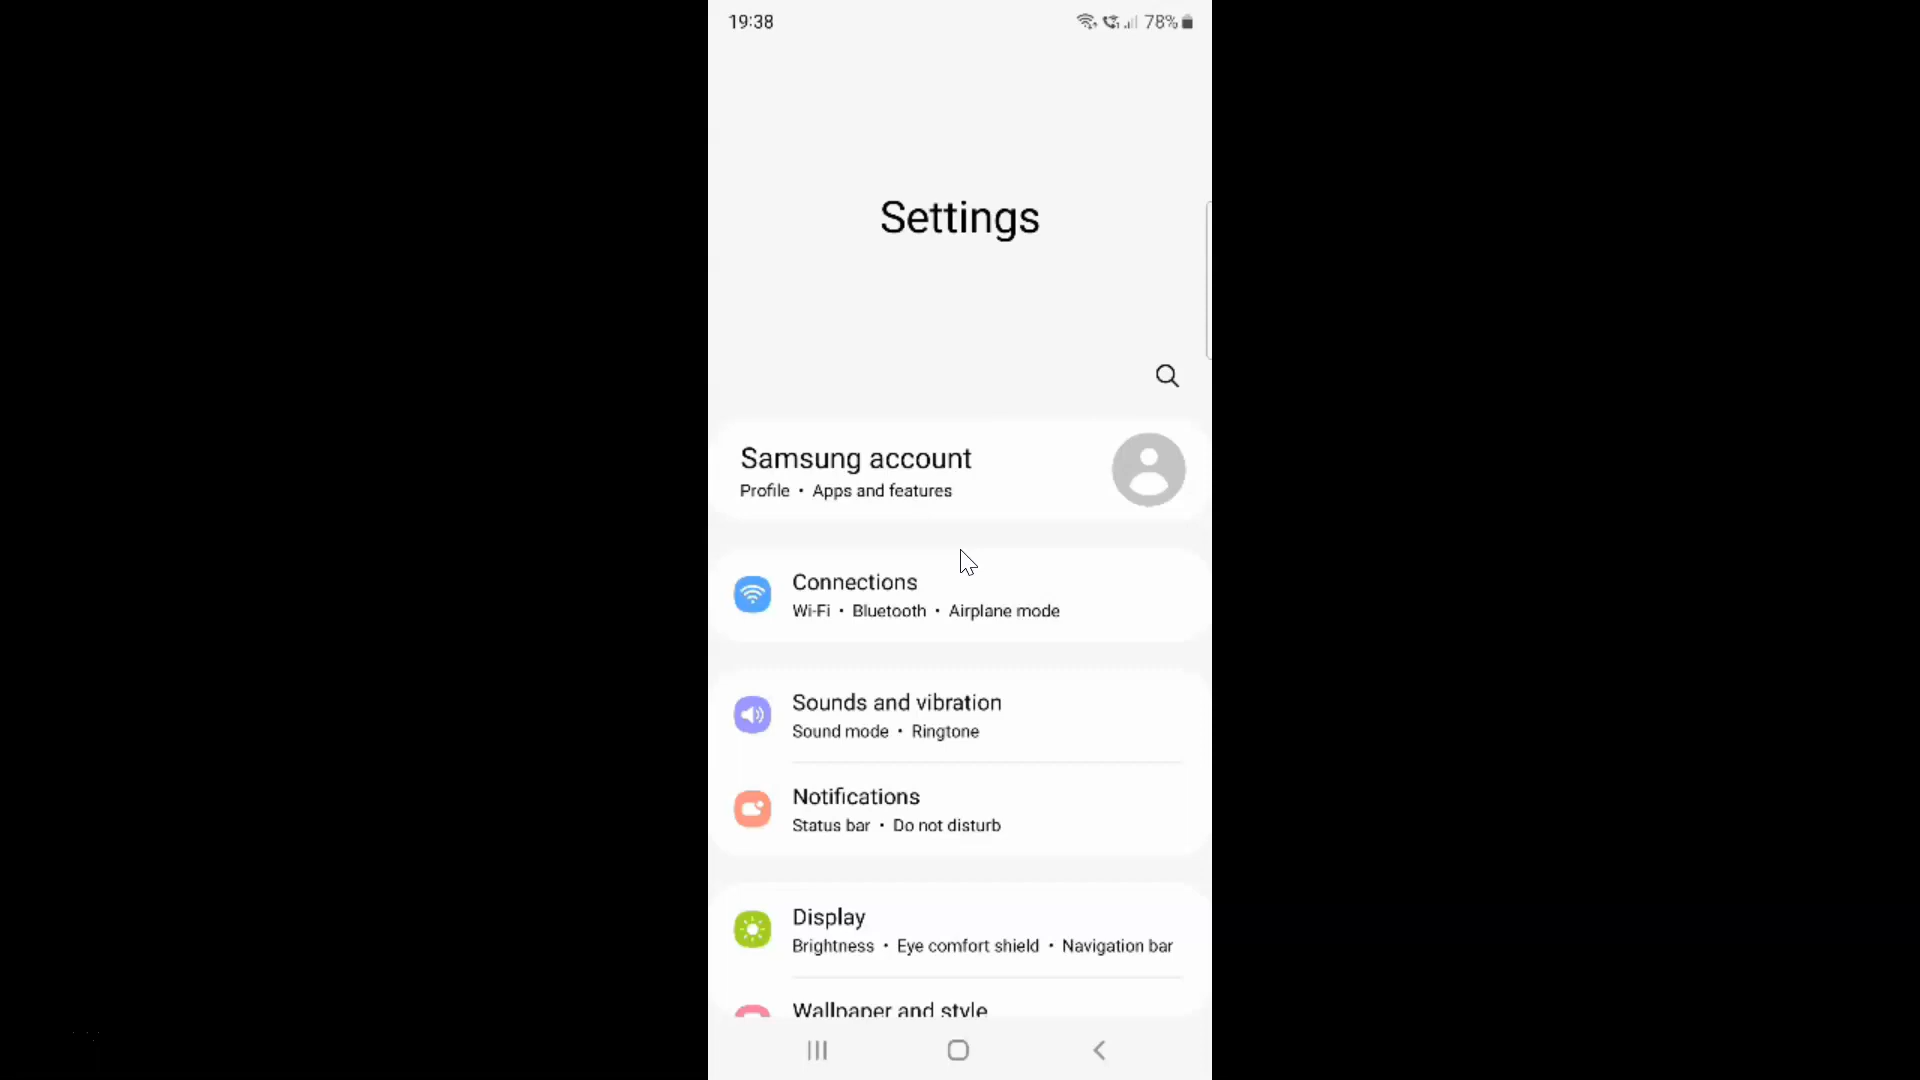 19:38 78%
Settings
Samsung account
Profile • Apps and features
Connections
Wi-Fi • Bluetooth • Airplane mode
Sounds and vibration
Sound mode • Ringtone
Notifications
Status bar • Do not disturb
Display
Brightness • Eye comfort shield • Navigation bar
Wallpaper and style